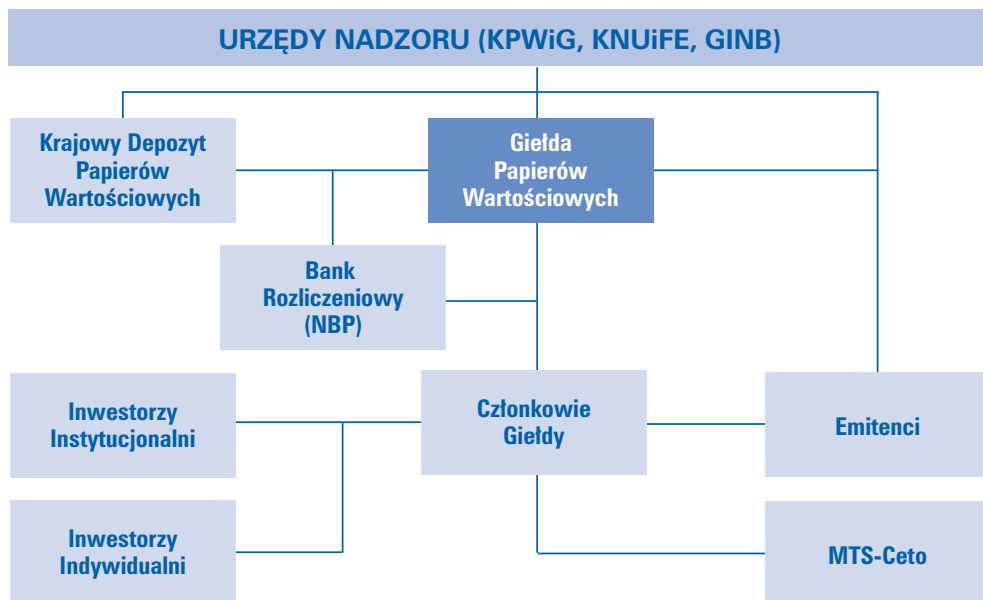 URZĘDY NADZORU (KPWiG, KNUiFE, GINB)
Krajowy Depozyt
Papierów
Wartościowych
Giełda
Papierów
Wartościowych
Bank
Rozliczeniowy
(NBP)
Inwestorzy
Instytucjonalni
Członkowie
Giełdy
Emitenci
Inwestorzy
Indywidualni
MTS-Ceto